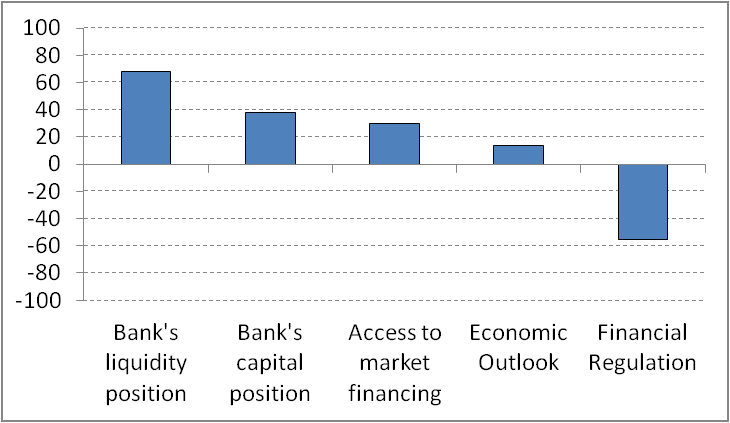 100
80
60
40
20
0
-20
-40
-60
-80
-100
Bank's
liquidity
position
Bank's
capital
position
Access to
market
financing
Economic
Outlook
Financial
Regulation